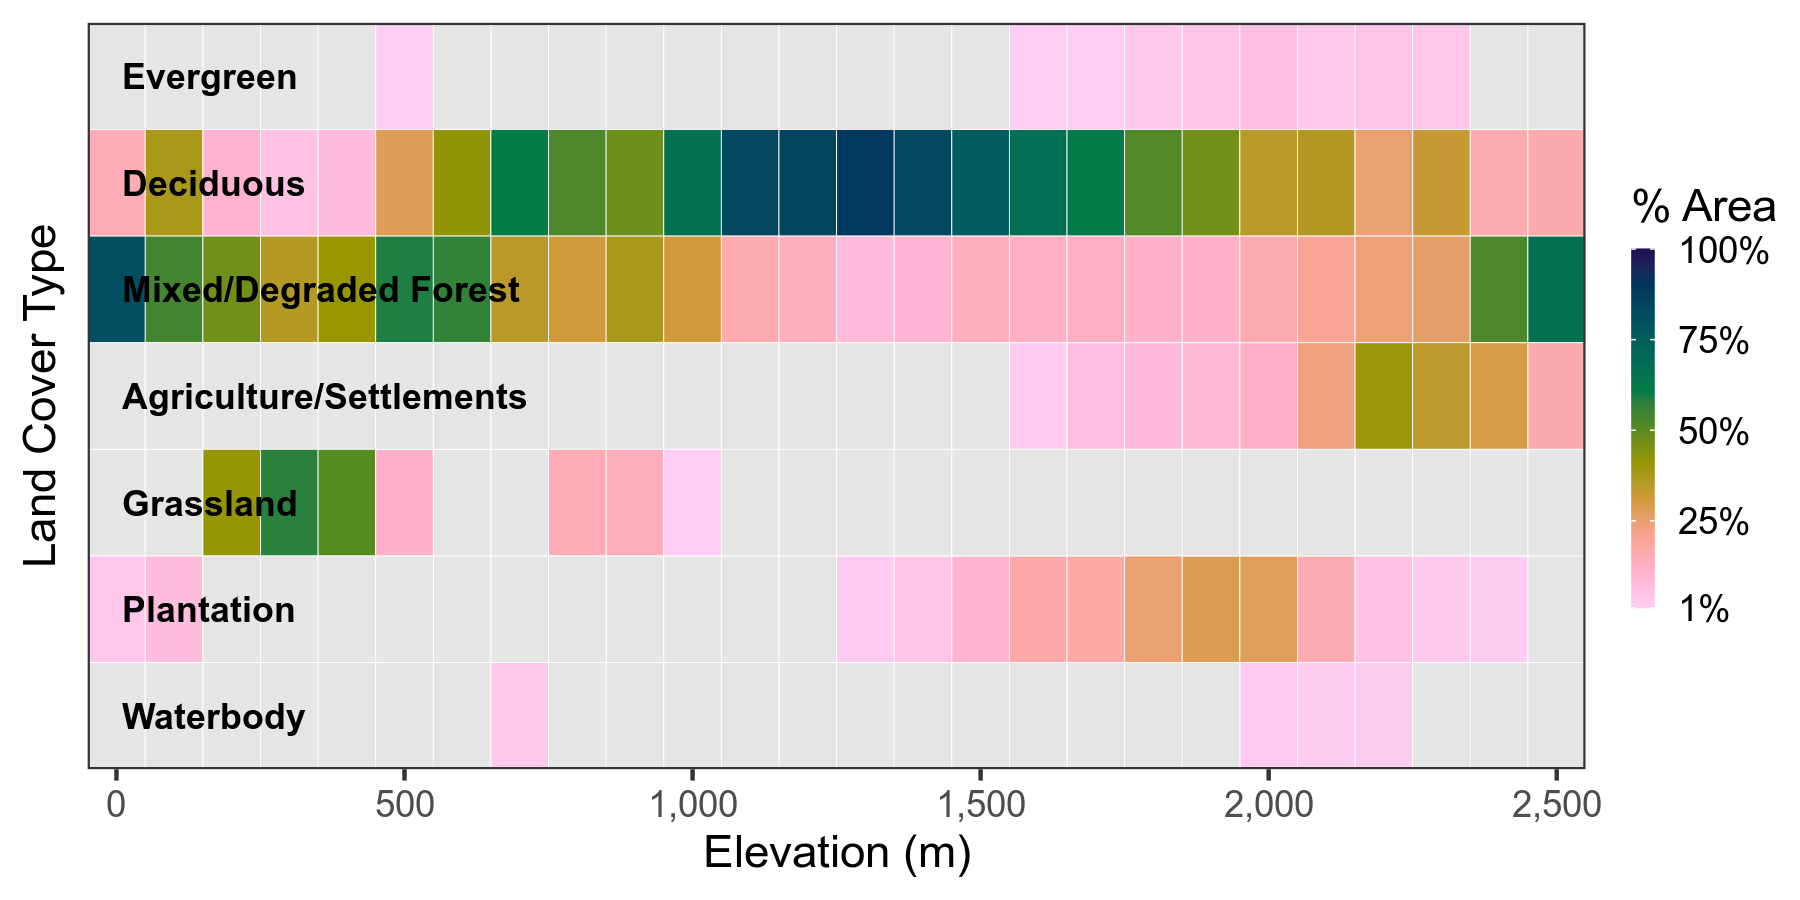 Evergreen
Deciduous
Mixed/Degraded Forest
Agriculture/Settlements
Grassland
Plantation
Waterbody
Land Cover Type
0 500 1,000 1,500 2,000 2,500
Elevation (m)
% Area
100%
75%
50%
25%
1%